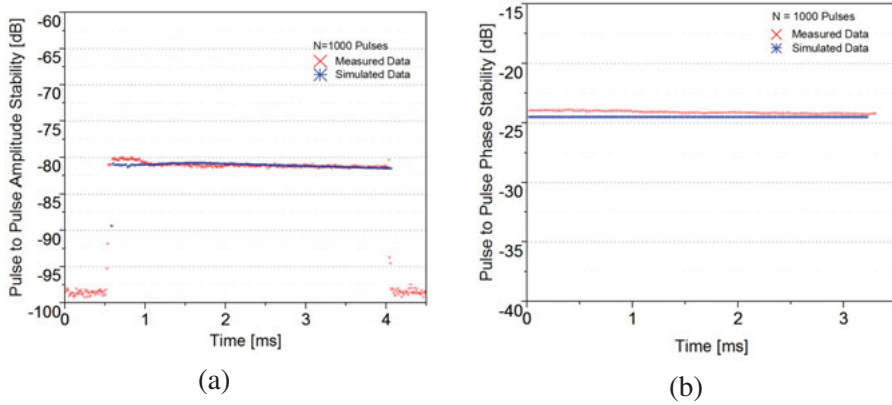 Pulse to Pulse Amplitude Stability [dB]
-60
-65
-70
-75
-80
-85
-90
-95
-100
N=1000 Pulses
Measured Data
Simulated Data
0 1 2 3 4
Time [ms]
(a)
Pulse to Pulse Phase Stability [dB]
-15
-20
-25
-30
-35
-40
N = 1000 Pulses
Measured Data
Simulated Data
0 1 2 3
Time [ms]
(b)